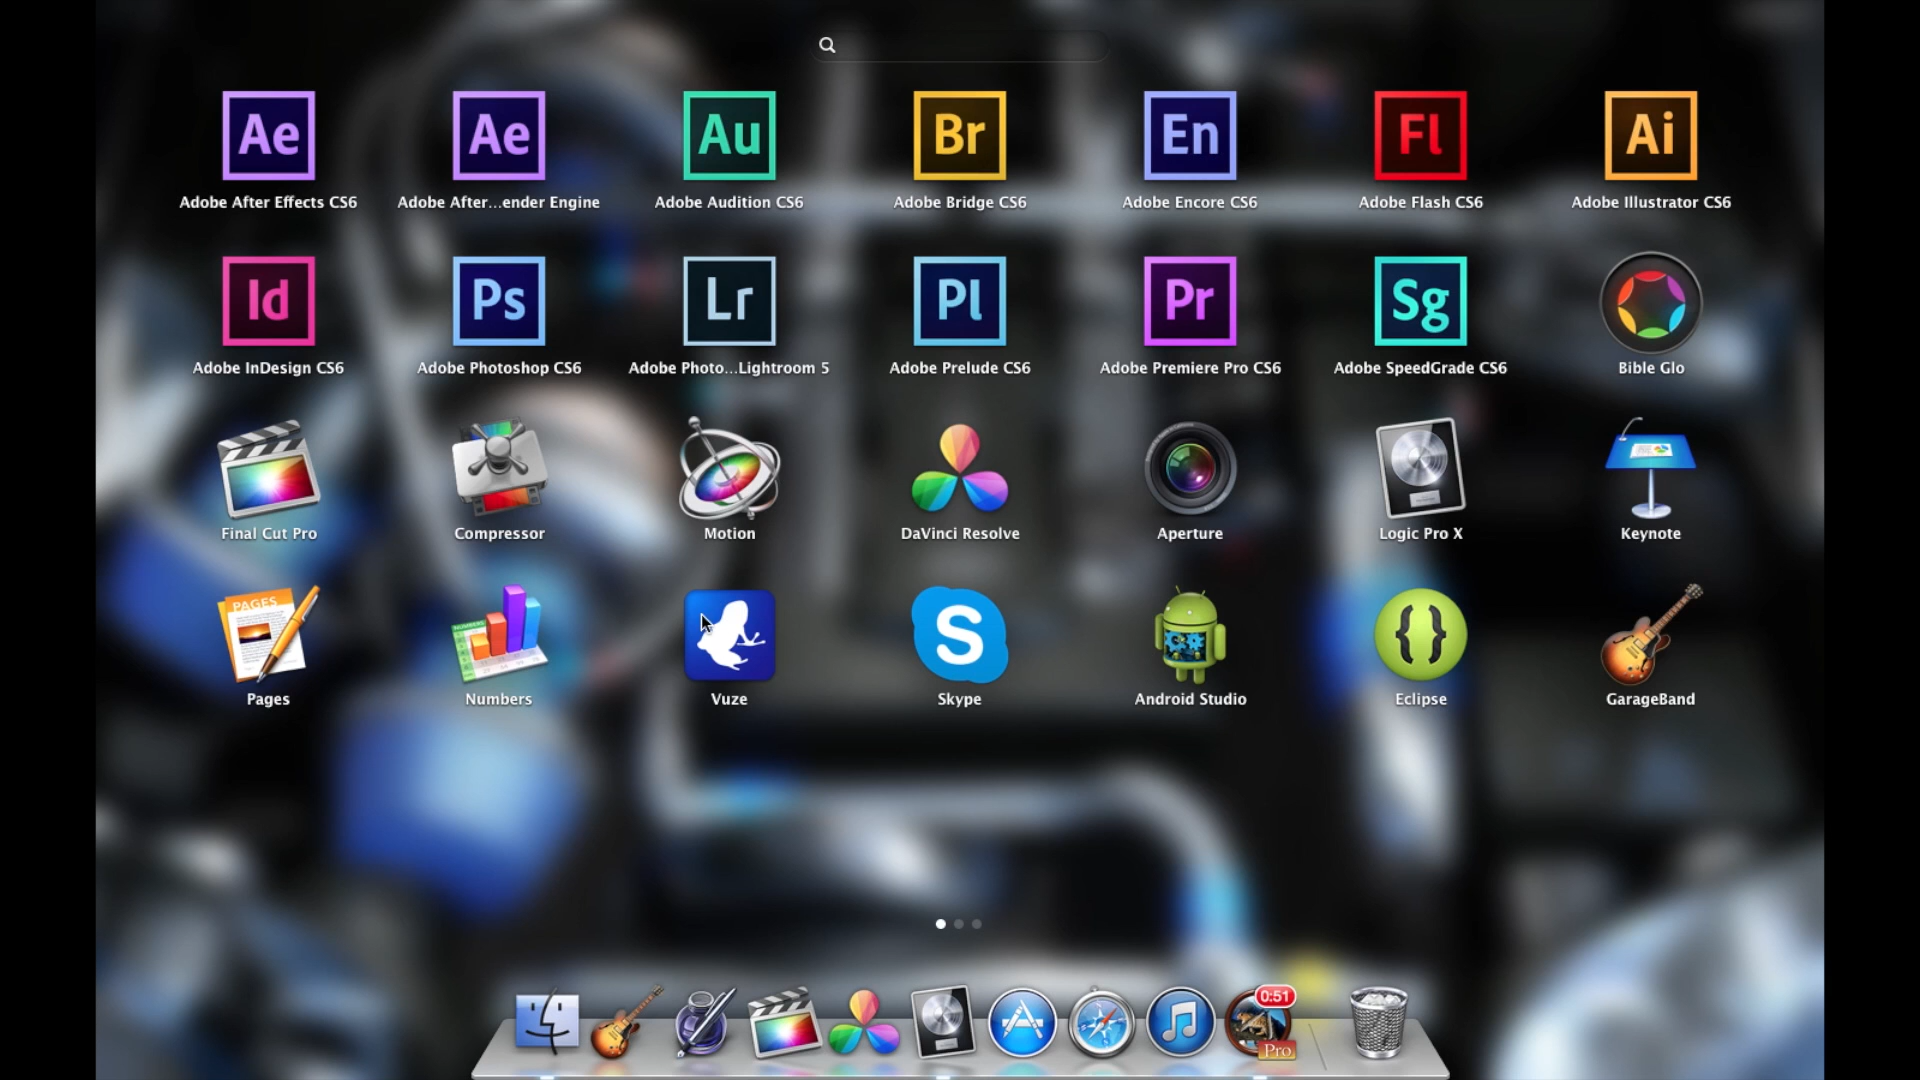 Ae Ae Au Br En Fl Ai
Adobe After Effects CS6 Adobe After...ender Engine Adobe Audition CS6 Adobe Bridge CS6 Adobe Encore CS6 Adobe Flash CS6 Adobe Illustrator CS6
Id Ps Lr Pl Pr Sg
Adobe InDesign CS6 Adobe Photoshop CS6 Adobe Photo...Lightroom 5 Adobe Prelude CS6 Adobe Premiere Pro CS6 Adobe SpeedGrade CS6 Bible Glo
Final Cut Pro Compressor Motion DaVinci Resolve Aperture Logic Pro X Keynote
PAGES NUMBERS S {}
Pages Numbers Vuze Skype Android Studio Eclipse GarageBand
0:51
Pro